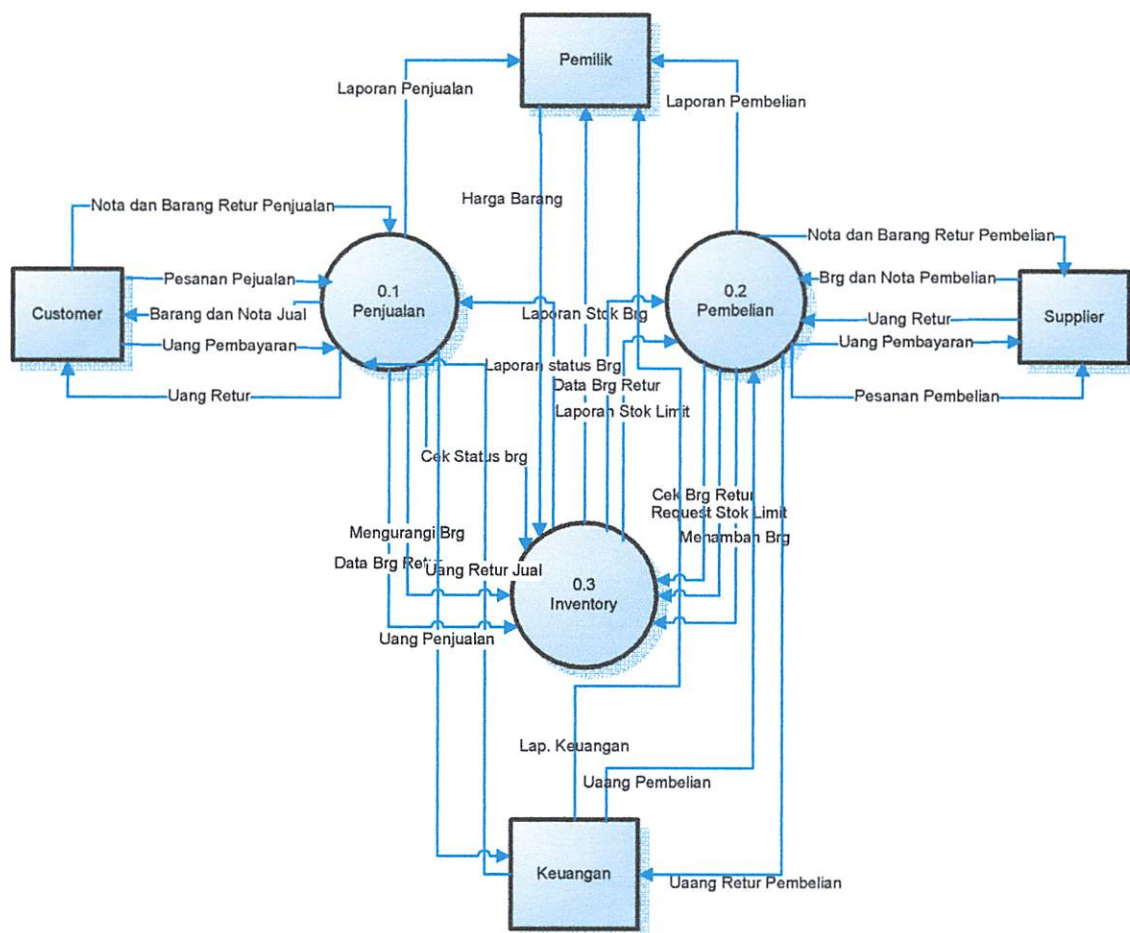 Pemilik
Laporan Penjualan
Laporan Pembelian
Harga Barang
Nota dan Barang Retur Penjualan
Nota dan Barang Retur Pembelian
Pesanan Pejualan
0.1
Penjualan
0.2
Pembelian
Brg dan Nota Pembelian
Customer
Barang dan Nota Jual
Laporan Stok Brg
Uang Retur
Supplier
Uang Pembayaran
Uang Pembayaran
Laporan status Brg
Data Brg Retur
Uang Retur
Pesanan Pembelian
Laporan Stok Limit
Cek Status brg
Cek Brg Retur
Request Stok Limit
Mengurangi Brg
Menambah Brg
Data Brg Retur
Uang Retur Jual
0.3
Inventory
Uang Penjualan
Lap. Keuangan
Uaang Pembelian
Keuangan
Uaang Retur Pembelian